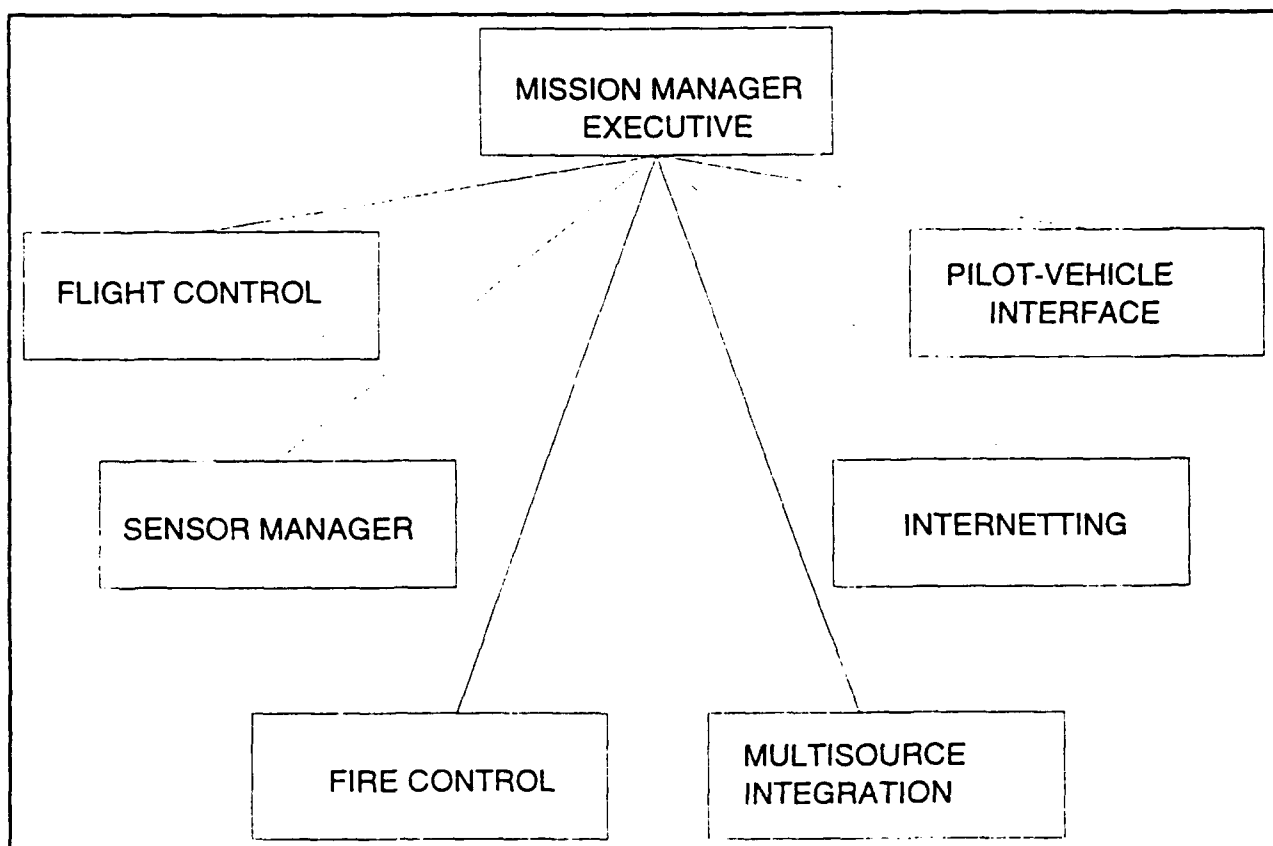 MISSION MANAGER
EXECUTIVE
FLIGHT CONTROL
PILOT-VEHICLE
INTERFACE
SENSOR MANAGER
INTERNETTING
FIRE CONTROL
MULTISOURCE
INTEGRATION